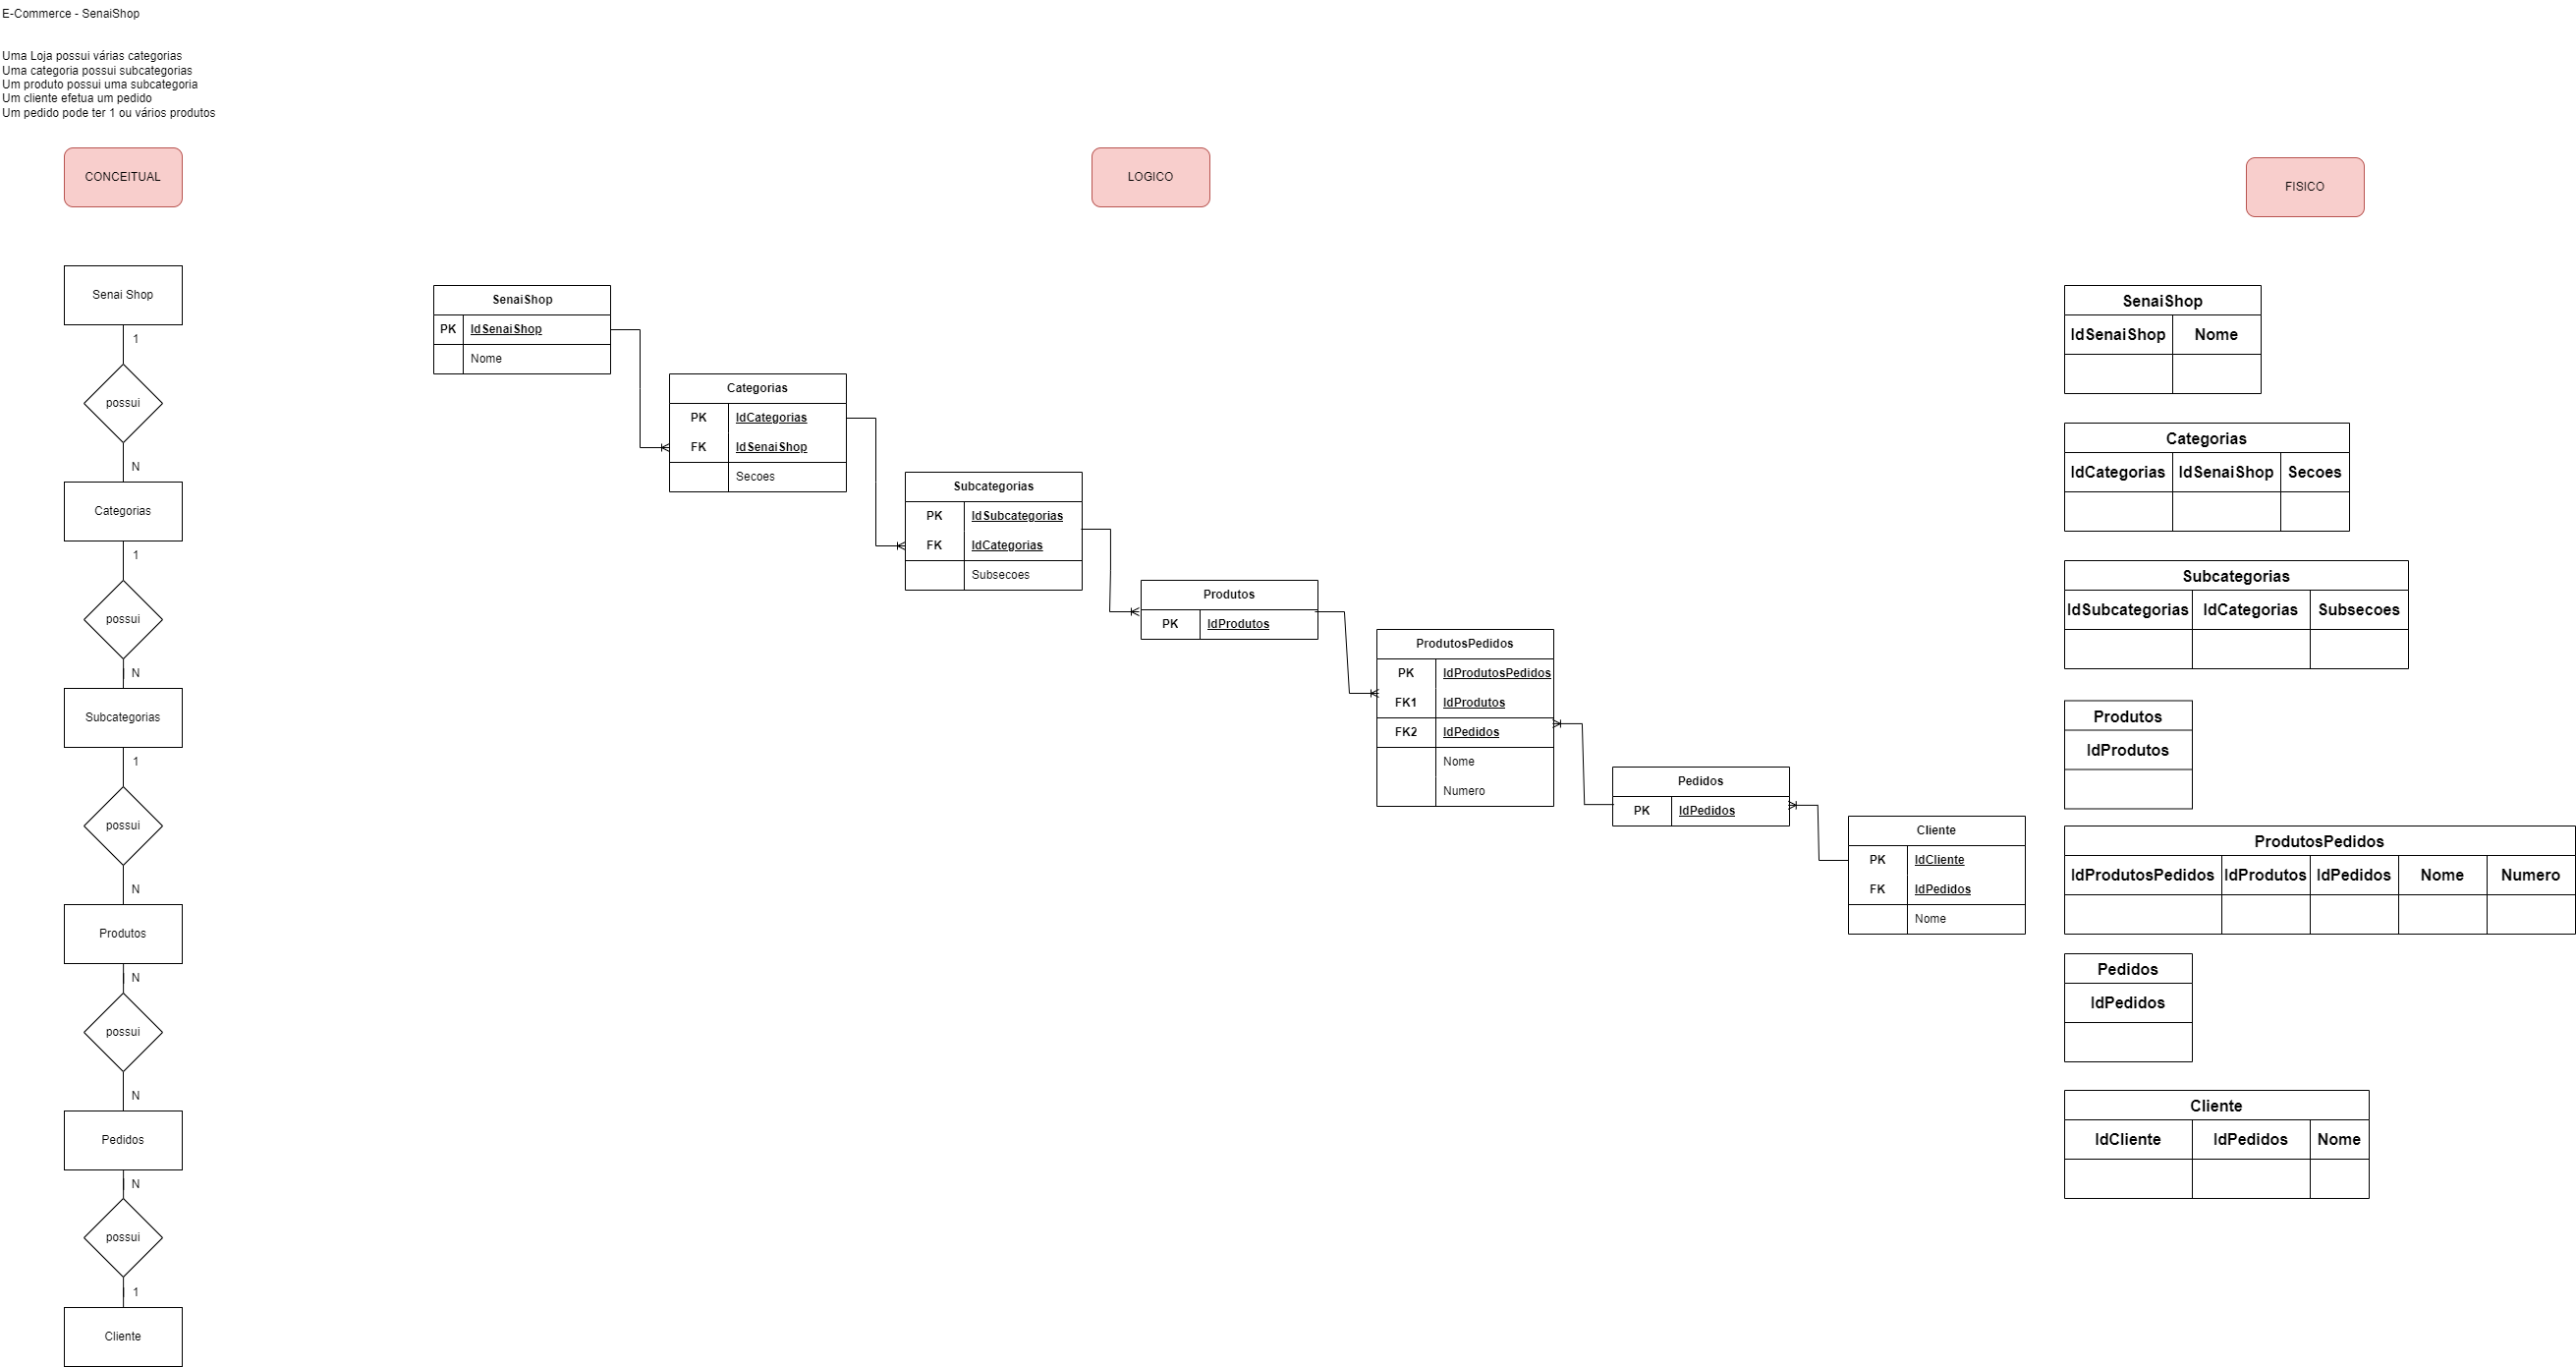 E-Commerce - SenaiShop
Uma Loja possui várias categorias
Uma categoria possui subcategorias
Um produto possui uma subcategoria
Um cliente efetua um pedido
Um pedido pode ter 1 ou vários produtos
CONCEITUAL
Senai Shop
1
possui
N
Categorias
1
possui
N
Subcategorias
1
possui
N
Produtos
N
possui
N
Pedidos
N
possui
1
Cliente
LOGICO
SenaiShop
PK IdSenaiShop
Nome
Categorias
PK IdCategorias
FK IdSenaiShop
Secoes
Subcategorias
PK IdSubcategorias
FK IdCategorias
Subsecoes
Produtos
PK IdProdutos
ProdutosPedidos
PK IdProdutosPedidos
FK1 IdProdutos
FK2 IdPedidos
Nome
Numero
Pedidos
PK IdPedidos
Cliente
PK IdCliente
FK IdPedidos
Nome
FISICO
SenaiShop
IdSenaiShop Nome
Categorias
IdCategorias IdSenaiShop Secoes
Subcategorias
IdSubcategorias IdCategorias Subsecoes
Produtos
IdProdutos
ProdutosPedidos
IdProdutosPedidos IdProdutos IdPedidos Nome Numero
Pedidos
IdPedidos
Cliente
IdCliente IdPedidos Nome